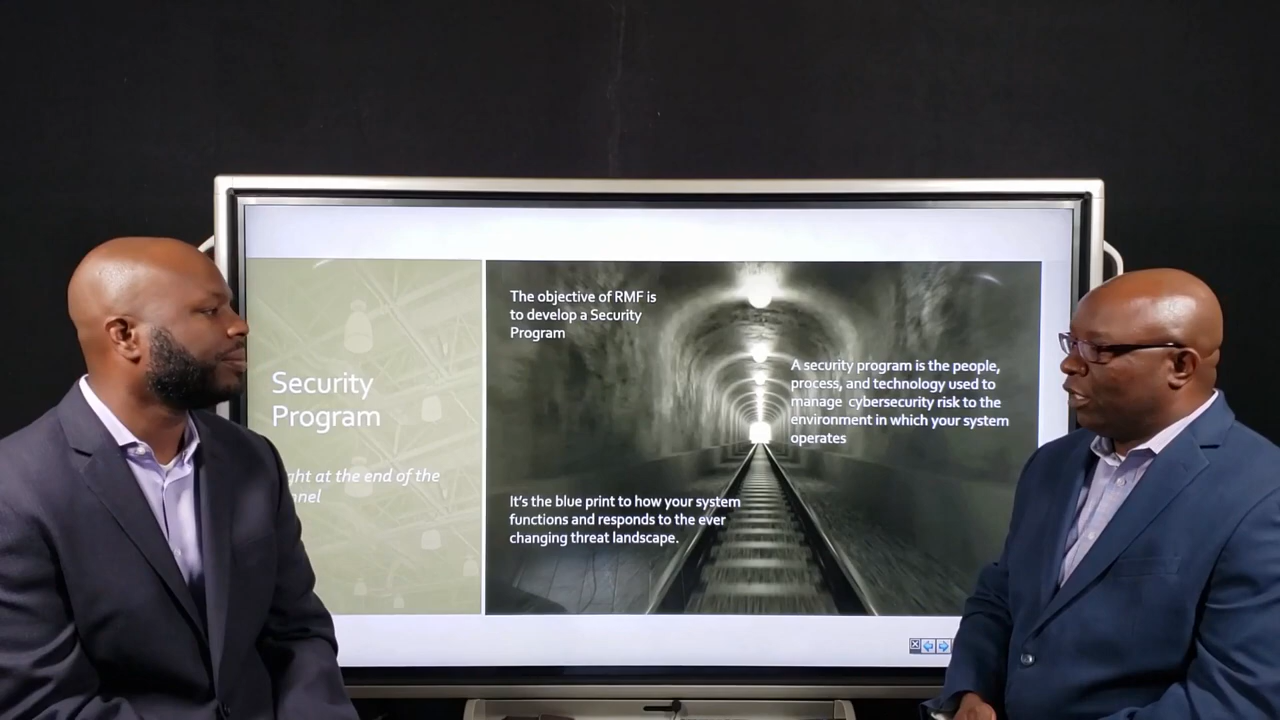 Security
Program
ght at the end of the
nnel
The objective of RMF is
to develop a Security
Program
A security program is the people,
process, and technology used to
manage cybersecurity risk to the
environment in which your system
operates
It's the blue print to how your system
functions and responds to the ever
changing threat landscape.